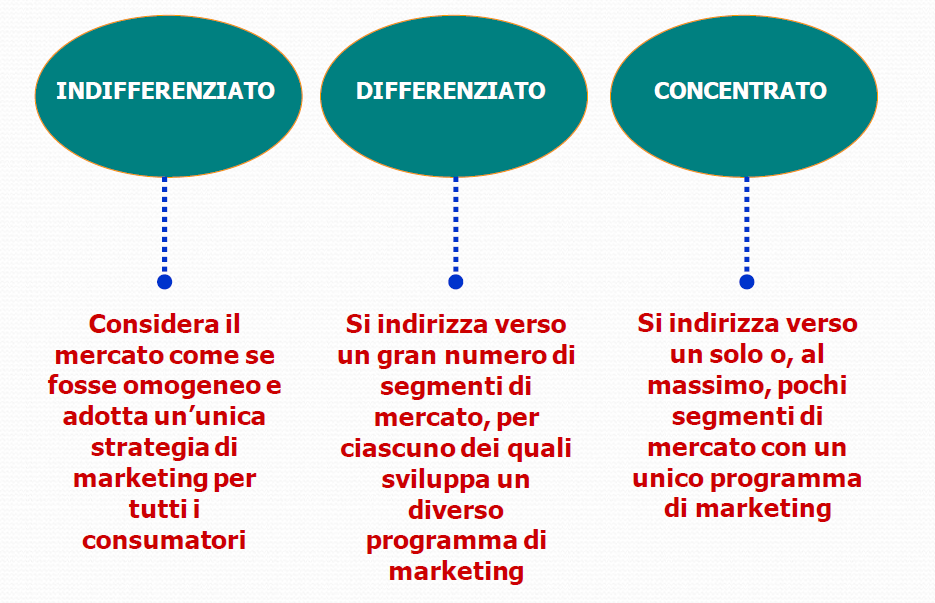 INDIFFERENZIATO
DIFFERENZIATO
CONCENTRATO
Considera il
mercato come se
fosse omogeneo e
adotta un’unica
strategia di
marketing per
tutti i
consumatori
Si indirizza verso
un gran numero di
segmenti di
mercato, per
ciascuno dei quali
sviluppa un
diverso
programma di
marketing
Si indirizza verso
un solo o, al
massimo, pochi
segmenti di
mercato con un
unico programma
di marketing